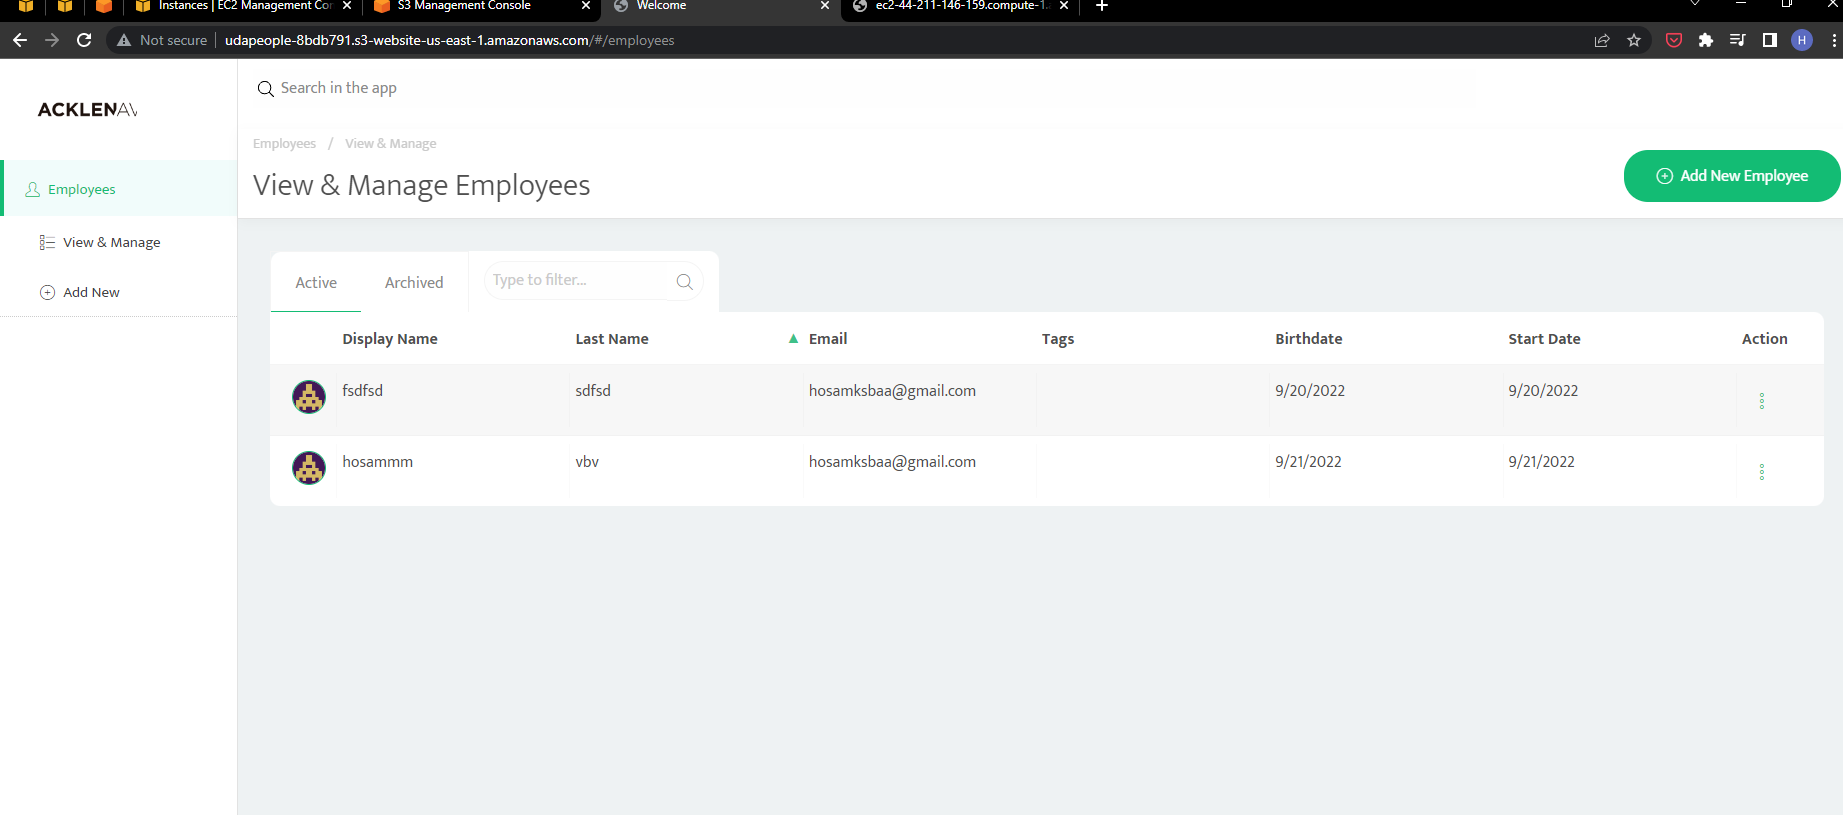 Instances | EC2 Management Cor
S3 Management Console
Welcome
ec2-44-211-146-159.compute-1.
Not secure
udapeople-8bdb791.s3-website-us-east-1.amazonaws.com/#/employees
H
ACKLENAV
Search in the app
Employees / View & Manage
View & Manage Employees
Add New Employee
Employees
View & Manage
Add New
Active
Archived
Type to filter...
Display Name Last Name Email Tags Birthdate Start Date Action
fsdfsd sdfsd hosamksbaa@gmail.com 9/20/2022 9/20/2022
hosammm vbv hosamksbaa@gmail.com 9/21/2022 9/21/2022